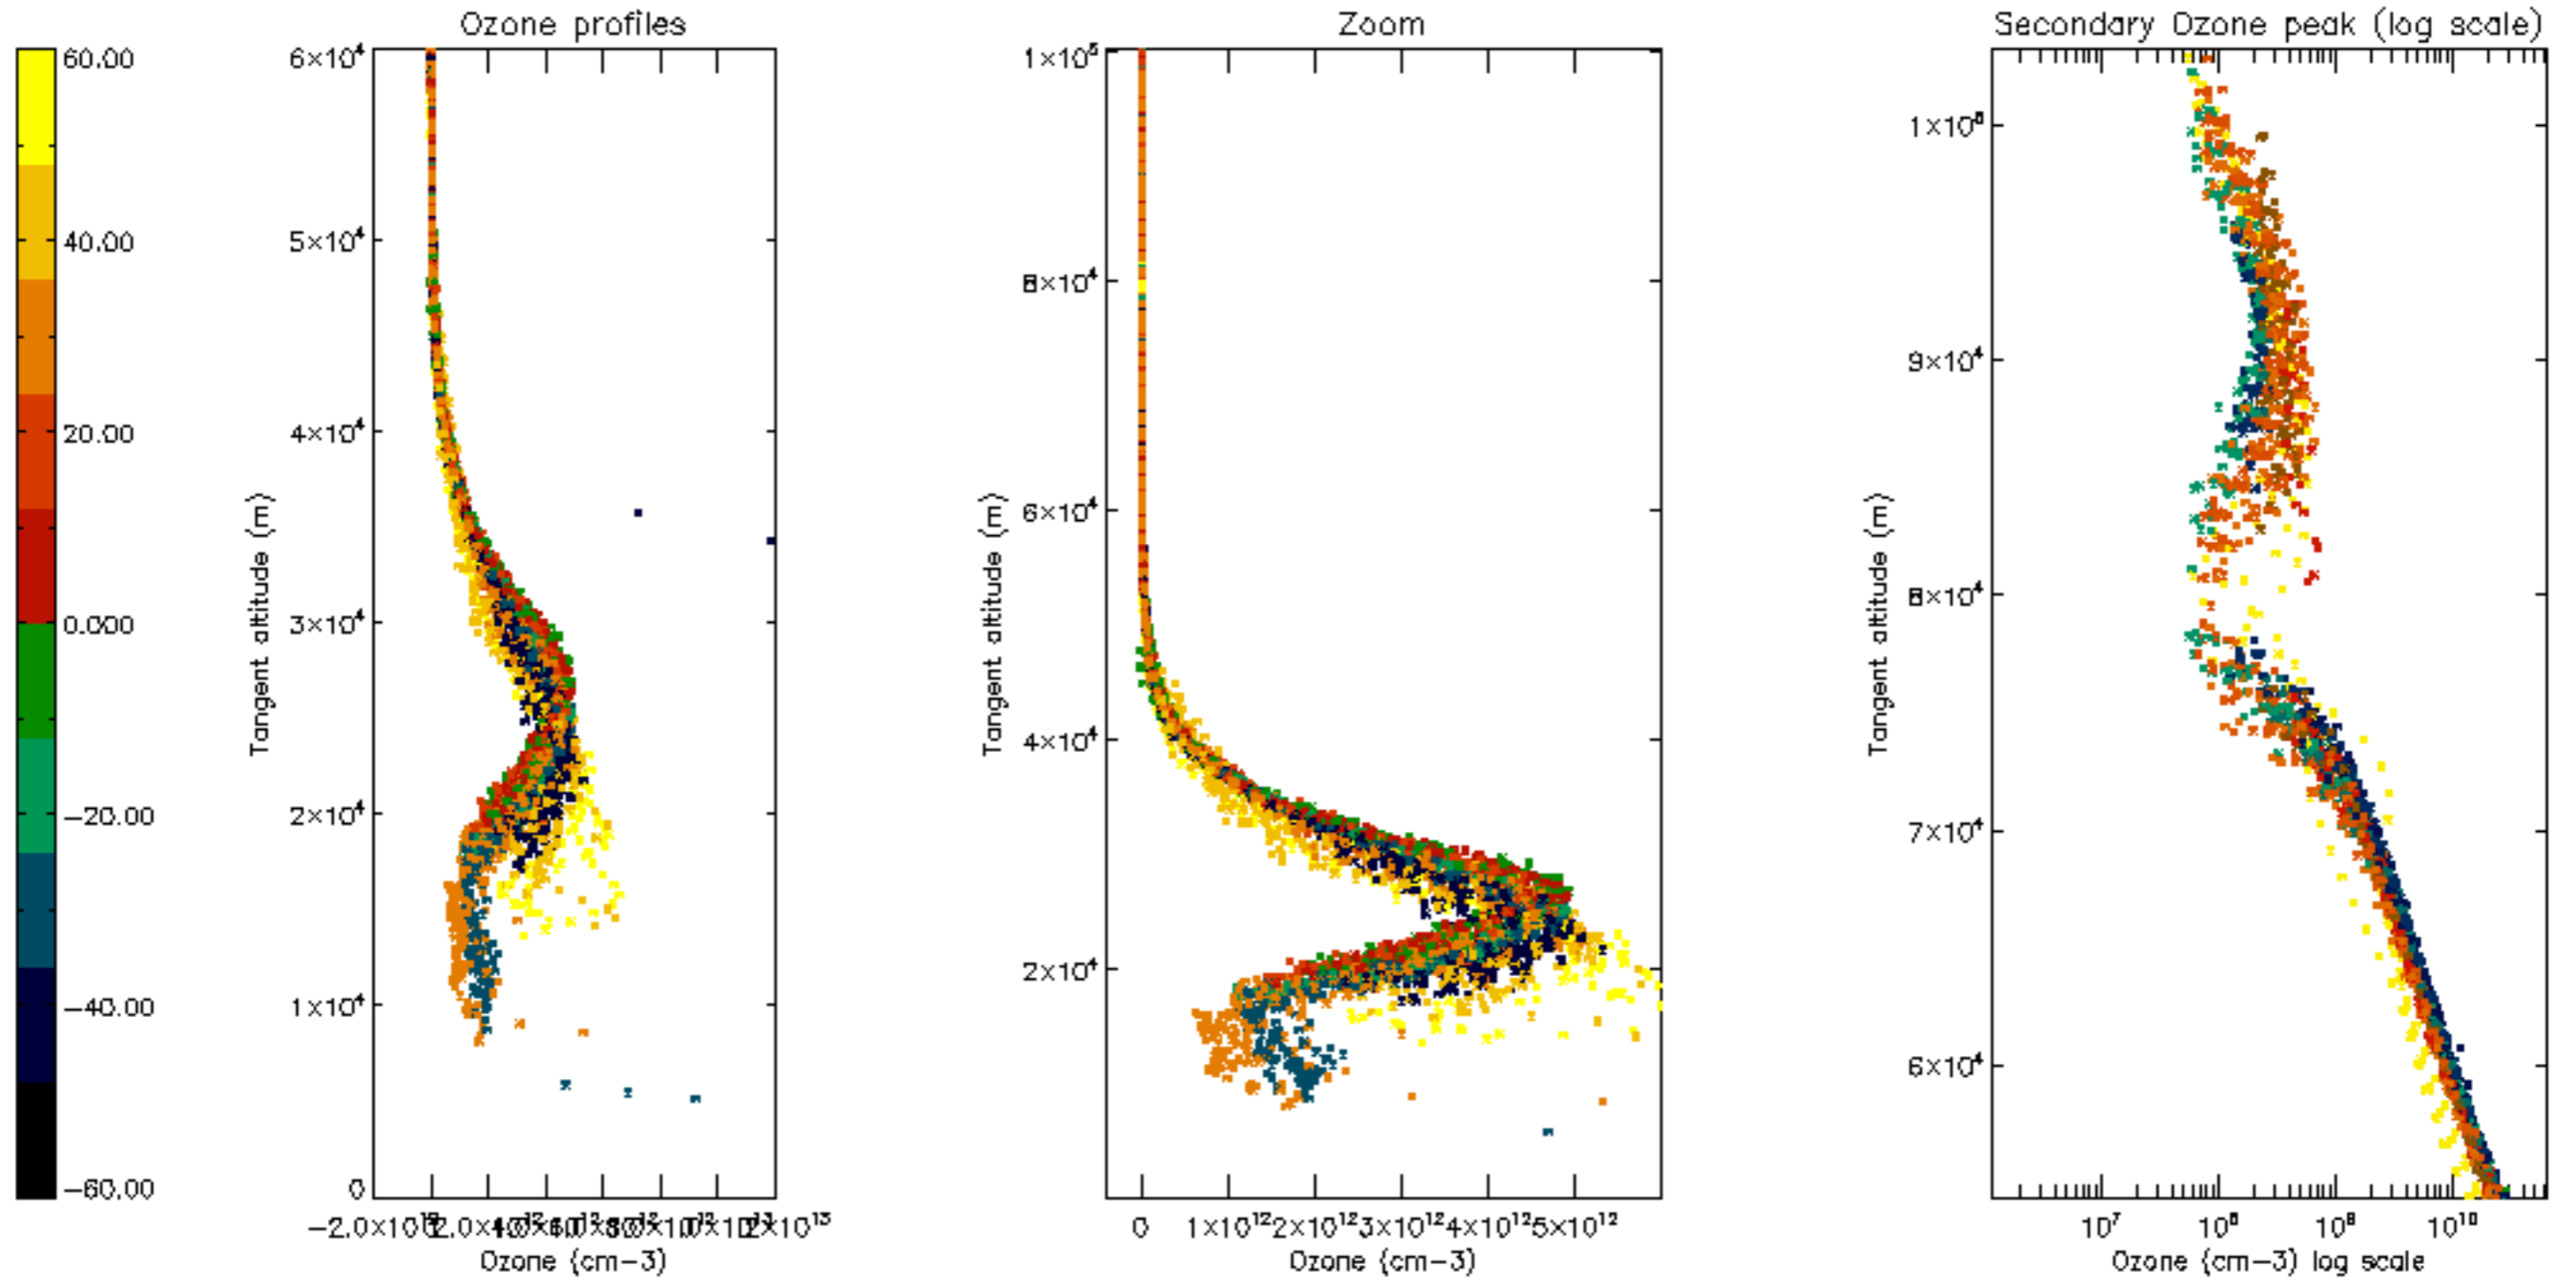 Ozone profiles
Zoom
Secondary Ozone peak (log scale)
60.00
40.00
20.00
0.000
−20.00
−40.00
−60.00
6×10⁴
5×10⁴
4×10⁴
3×10⁴
2×10⁴
1×10⁴
0
Tangent altitude (m)
Ozone (cm−3)
1×10⁵
8×10⁴
6×10⁴
4×10⁴
2×10⁴
Tangent altitude (m)
0 1×10¹² 2×10¹² 3×10¹² 4×10¹² 5×10¹²
Ozone (cm−3)
1×10⁵
9×10⁴
8×10⁴
7×10⁴
6×10⁴
Tangent altitude (m)
10⁷ 10⁸ 10⁹ 10¹⁰
Ozone (cm−3) log scale